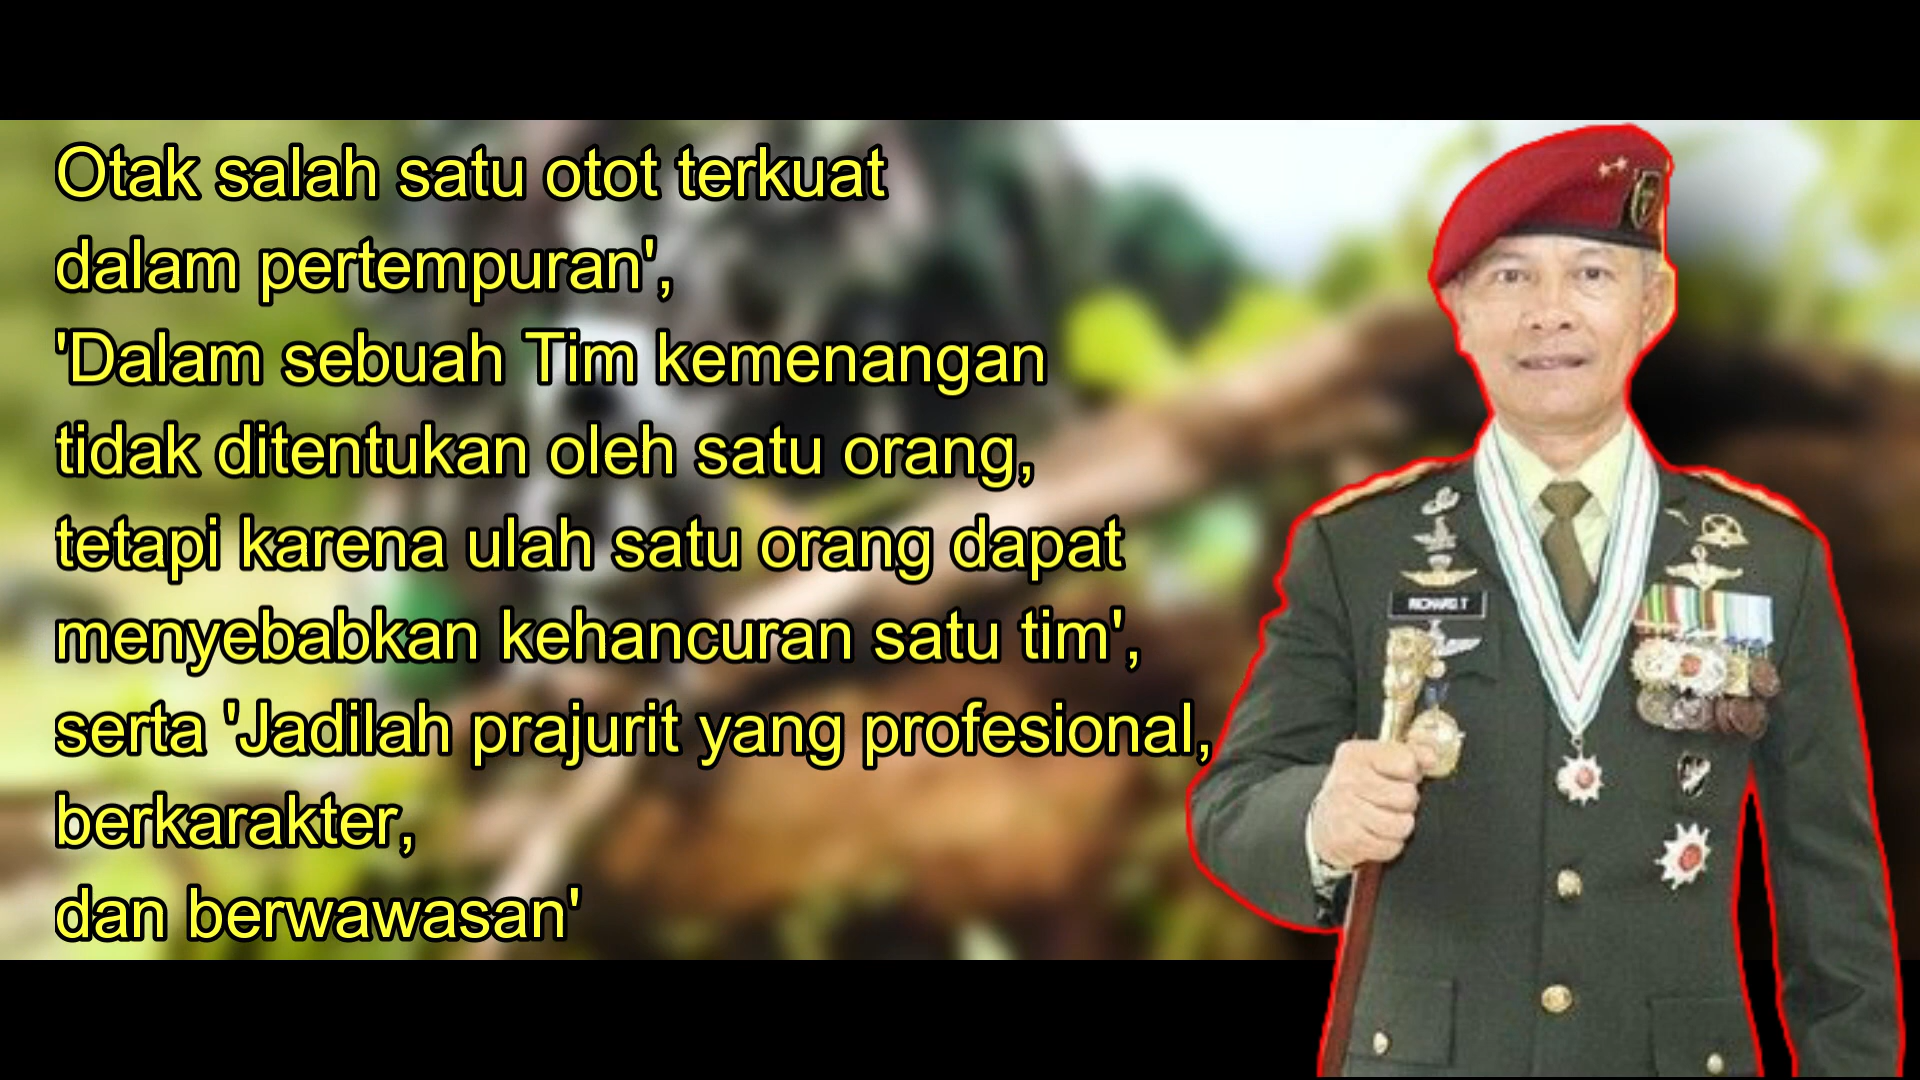 Otak salah satu otot terkuat
dalam pertempuran',
'Dalam sebuah Tim kemenangan
tidak ditentukan oleh satu orang,
tetapi karena ulah satu orang dapat
menyebabkan kehancuran satu tim',
serta 'Jadilah prajurit yang profesional,
berkarakter,
dan berwawasan'
RICHARD T